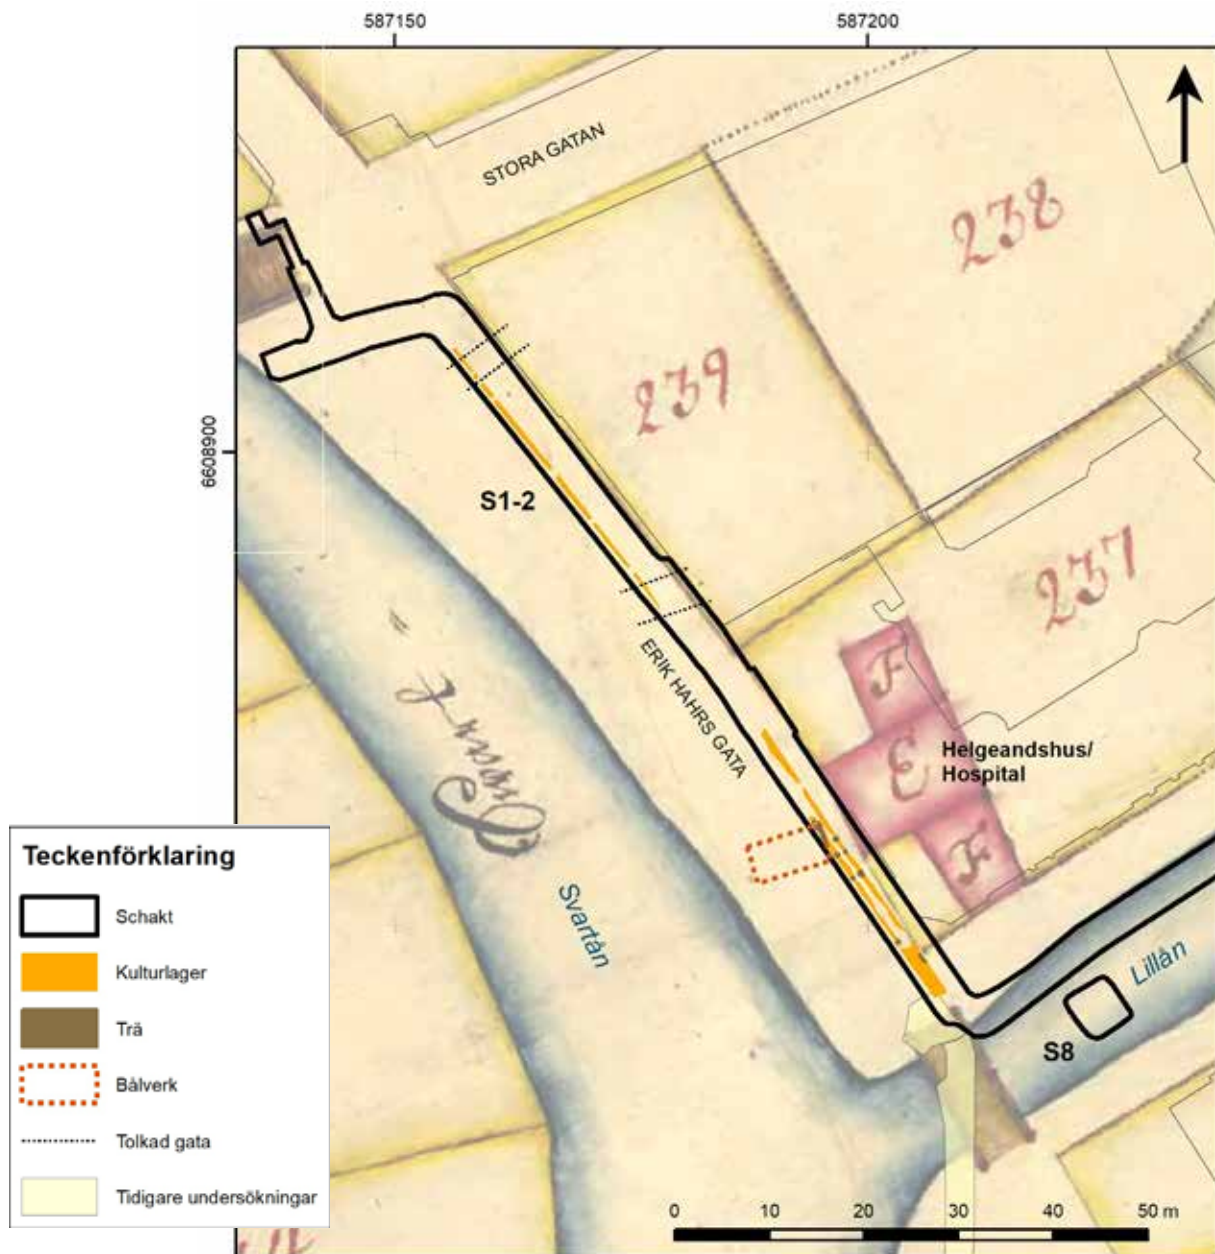 587150
587200
STORA GATAN
238
239
6608900
S1-2
237
ERIK HAHRS GATA
F
E
Helgeandshus/
Hospital
F
Svartån
Lillån
S8
Teckenförklaring
Schakt
Kulturlager
Trä
Bålverk
Tolkad gata
Tidigare undersökningar
0 10 20 30 40 50 m